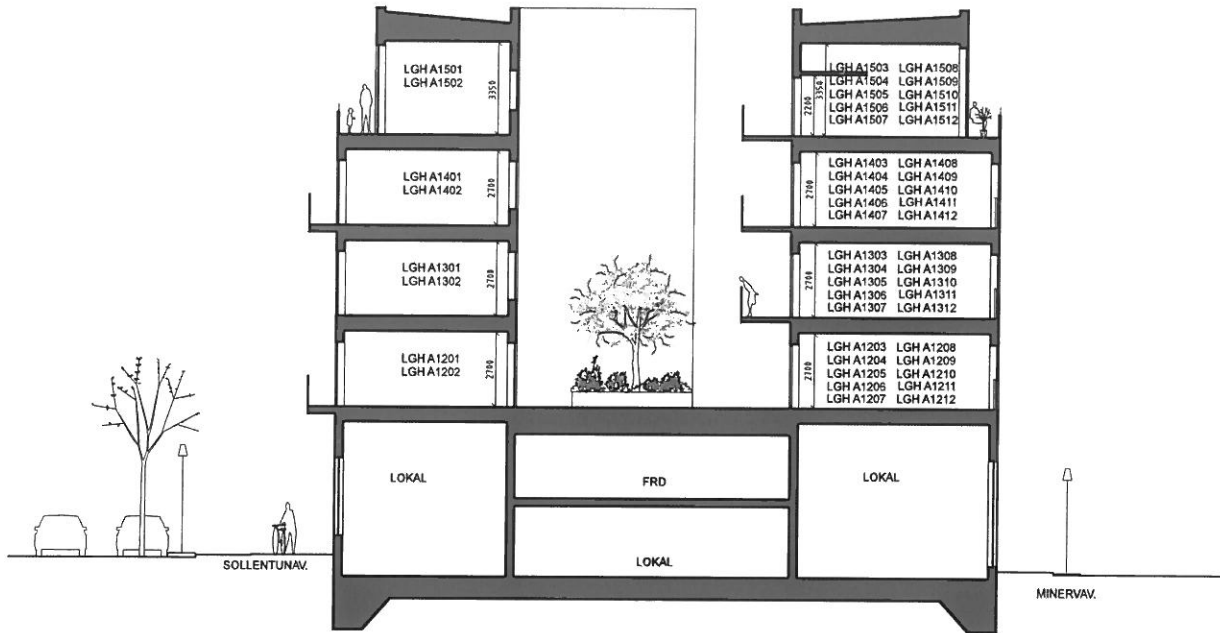 LGH A1501
LGH A1502
3350
LGH A1503 LGH A1508
LGH A1504 LGH A1509
LGH A1505 LGH A1510
LGH A1506 LGH A1511
LGH A1507 LGH A1512
2200
3350
LGH A1401
LGH A1402
2700
LGH A1403 LGH A1408
LGH A1404 LGH A1409
LGH A1405 LGH A1410
LGH A1406 LGH A1411
LGH A1407 LGH A1412
2700
LGH A1301
LGH A1302
2700
LGH A1303 LGH A1308
LGH A1304 LGH A1309
LGH A1305 LGH A1310
LGH A1306 LGH A1311
LGH A1307 LGH A1312
2700
LGH A1201
LGH A1202
2700
LGH A1203 LGH A1208
LGH A1204 LGH A1209
LGH A1205 LGH A1210
LGH A1206 LGH A1211
LGH A1207 LGH A1212
2700
LOKAL
FRD
LOKAL
LOKAL
SOLLENTUNAV.
MINERVAV.